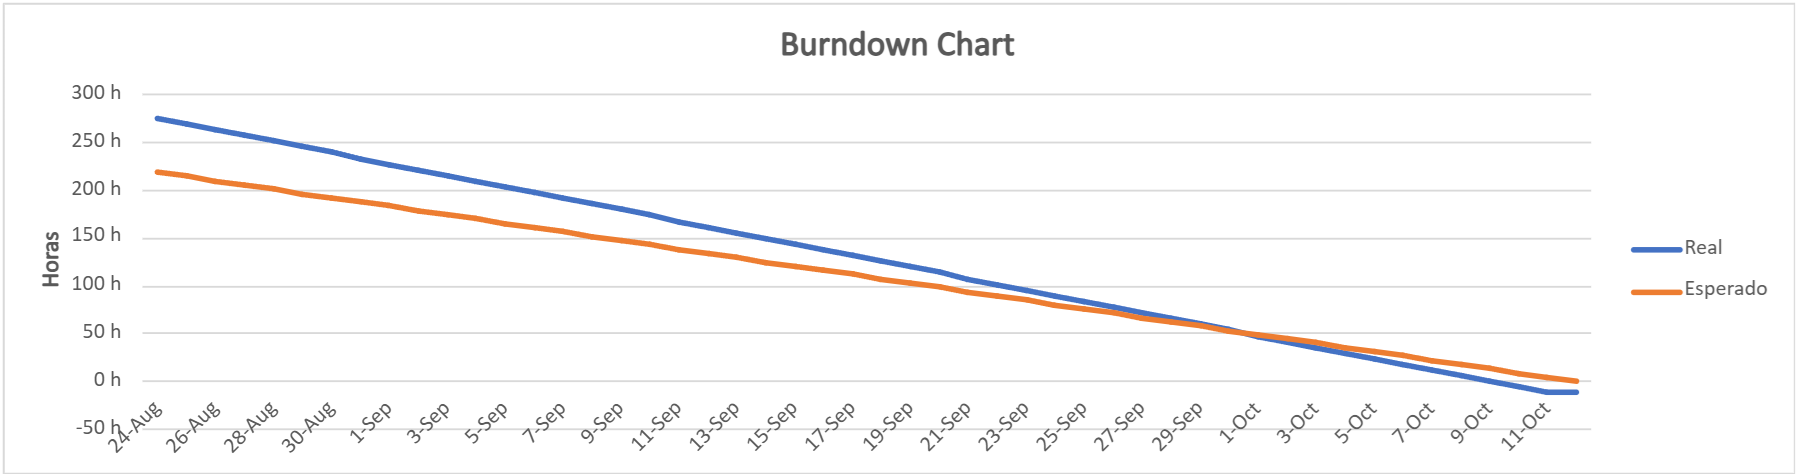 Burndown Chart
300 h
250 h
200 h
150 h
100 h
50 h
0 h
-50 h
Horas
24-Aug
26-Aug
28-Aug
30-Aug
1-Sep
3-Sep
5-Sep
7-Sep
9-Sep
11-Sep
13-Sep
15-Sep
17-Sep
19-Sep
21-Sep
23-Sep
25-Sep
27-Sep
29-Sep
1-Oct
3-Oct
5-Oct
7-Oct
9-Oct
11-Oct
Real
Esperado